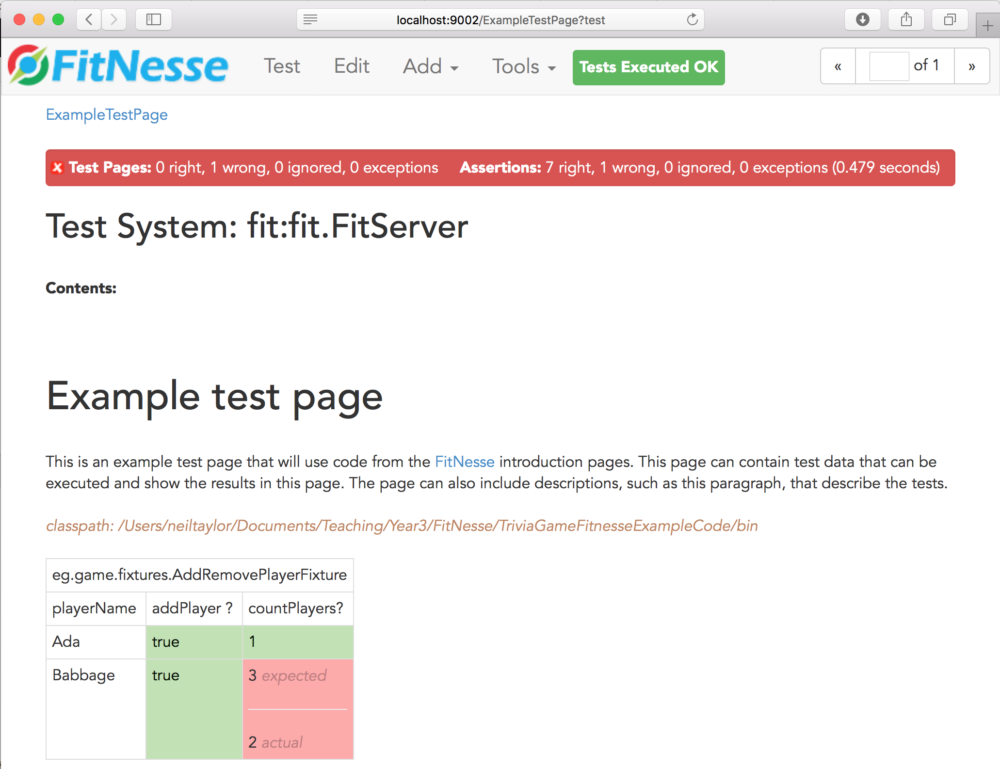 localhost:9002/ExampleTestPage?test
FitNesse Test Edit Add Tools Tests Executed OK « of 1 »
ExampleTestPage
Test Pages: 0 right, 1 wrong, 0 ignored, 0 exceptions Assertions: 7 right, 1 wrong, 0 ignored, 0 exceptions (0.479 seconds)
Test System: fit:fit.FitServer
Contents:
Example test page
This is an example test page that will use code from the FitNesse introduction pages. This page can contain test data that can be
executed and show the results in this page. The page can also include descriptions, such as this paragraph, that describe the tests.
classpath: /Users/neiltaylor/Documents/Teaching/Year3/FitNesse/TriviaGameFitnesseExampleCode/bin
eg.game.fixtures.AddRemovePlayerFixture
playerName addPlayer ? countPlayers?
Ada true 1
Babbage true 3 expected
2 actual